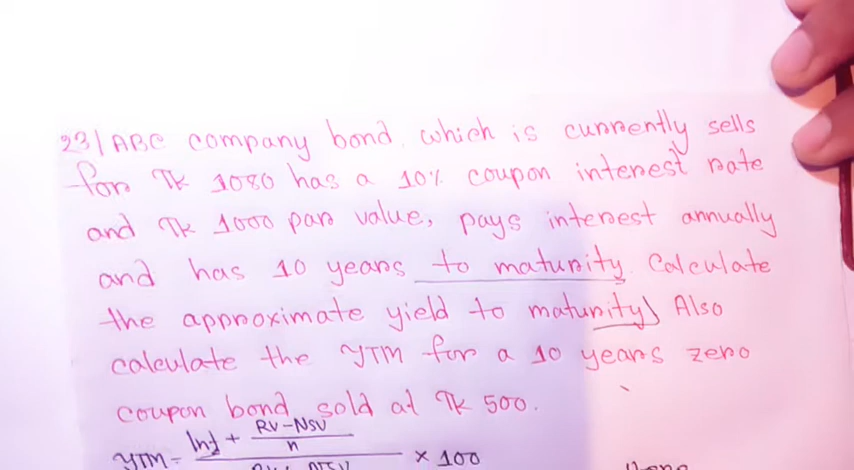 23/ ABC company bond, which is currently sells
for Tk 1080 has a 10% coupon interest rate
and Tk 1000 par value, pays interest annually
and has 10 years to maturity. Calculate
the approximate yield to maturity. Also
calculate the YTM for a 10 years zero
coupon bond sold at Tk 500.
RV-NSV
YTM = Int + n × 100